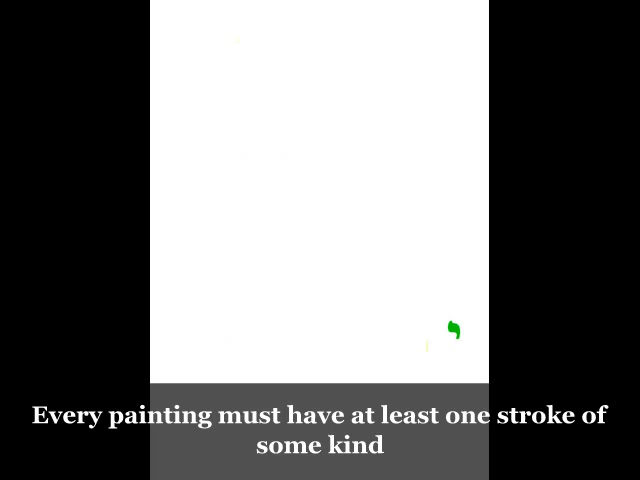 י
Every painting must have at least one stroke of
some kind